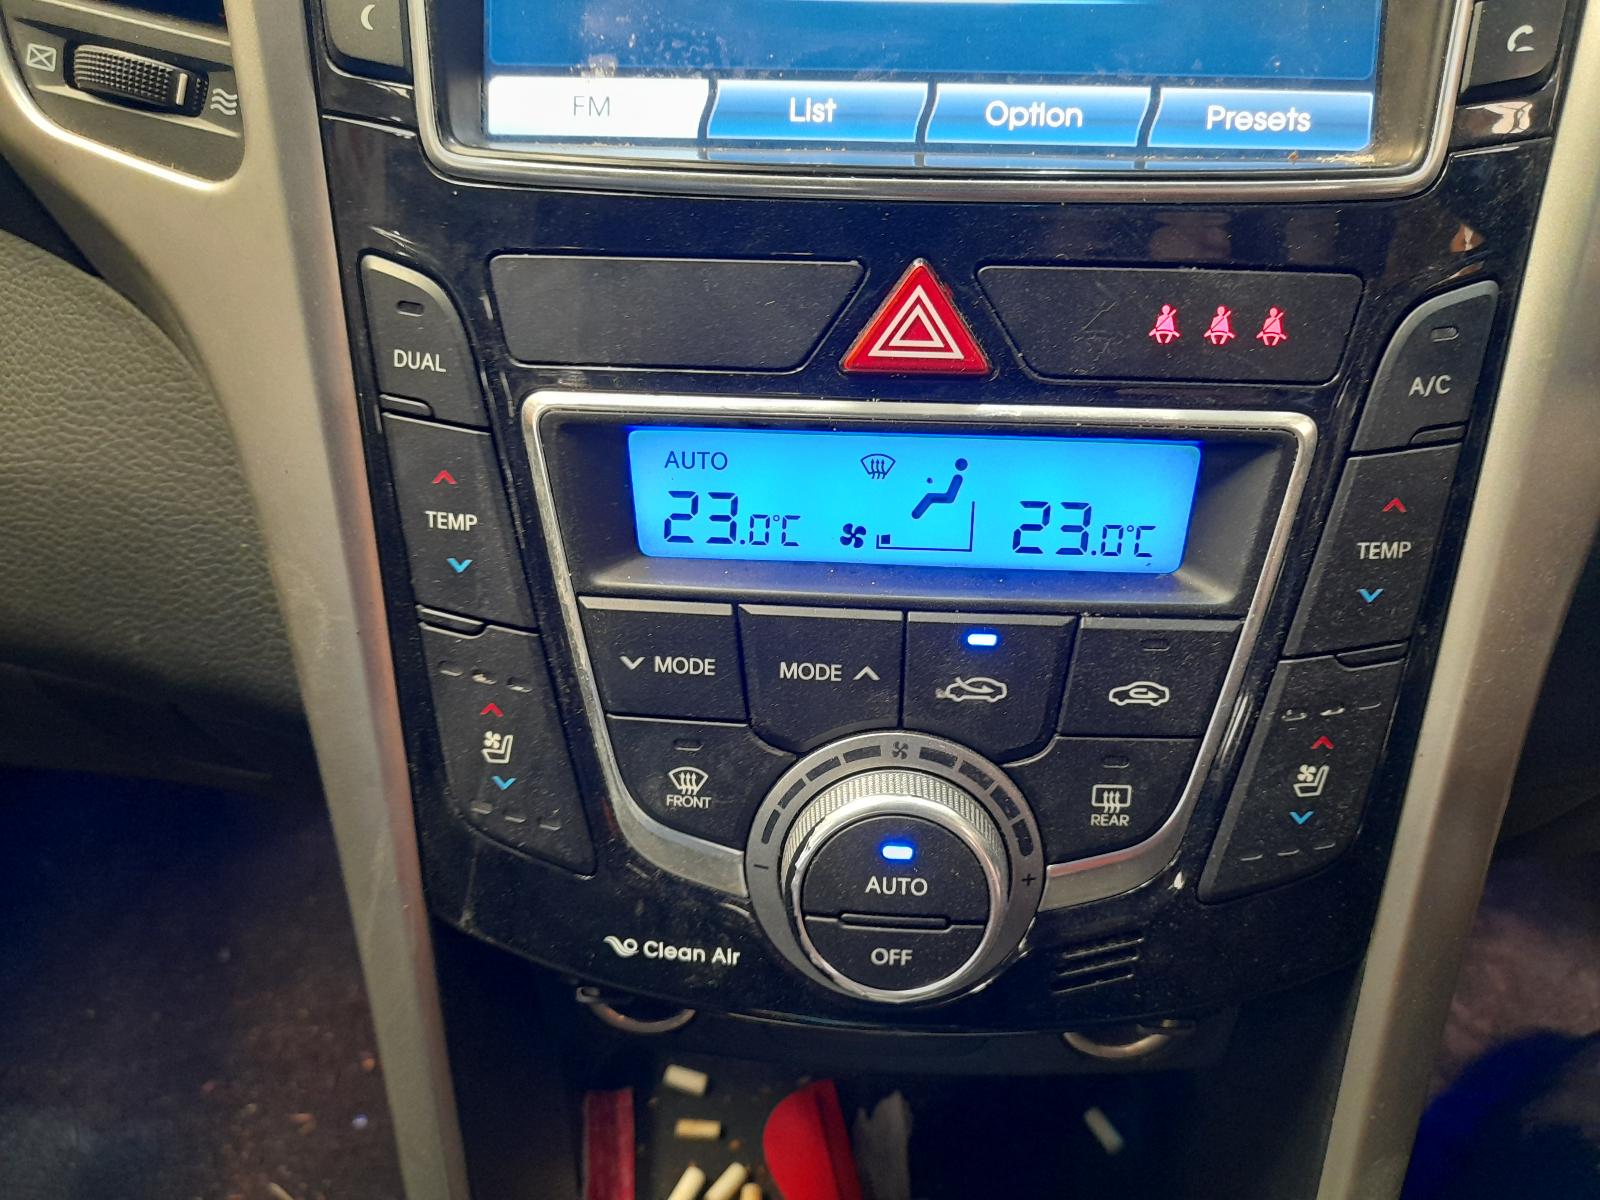 FM List Option Presets
DUAL
A/C
AUTO
23.0°C 23.0°C
TEMP
TEMP
MODE MODE
FRONT
REAR
AUTO
OFF
- +
Clean Air